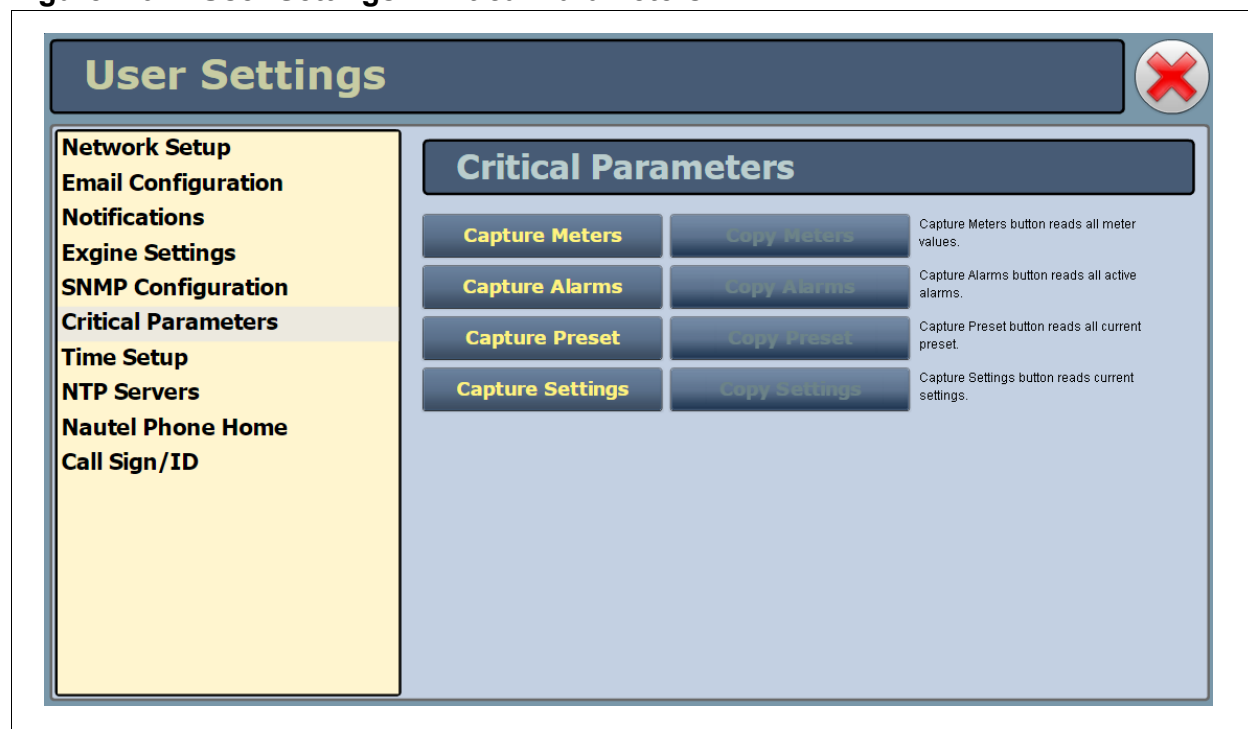 User Settings
Network Setup
Email Configuration
Notifications
Exgine Settings
SNMP Configuration
Critical Parameters
Time Setup
NTP Servers
Nautel Phone Home
Call Sign/ID
Critical Parameters
Capture Meters
Copy Meters
Capture Meters button reads all meter
values.
Capture Alarms
Copy Alarms
Capture Alarms button reads all active
alarms.
Capture Preset
Copy Preset
Capture Preset button reads all current
preset.
Capture Settings
Copy Settings
Capture Settings button reads current
settings.